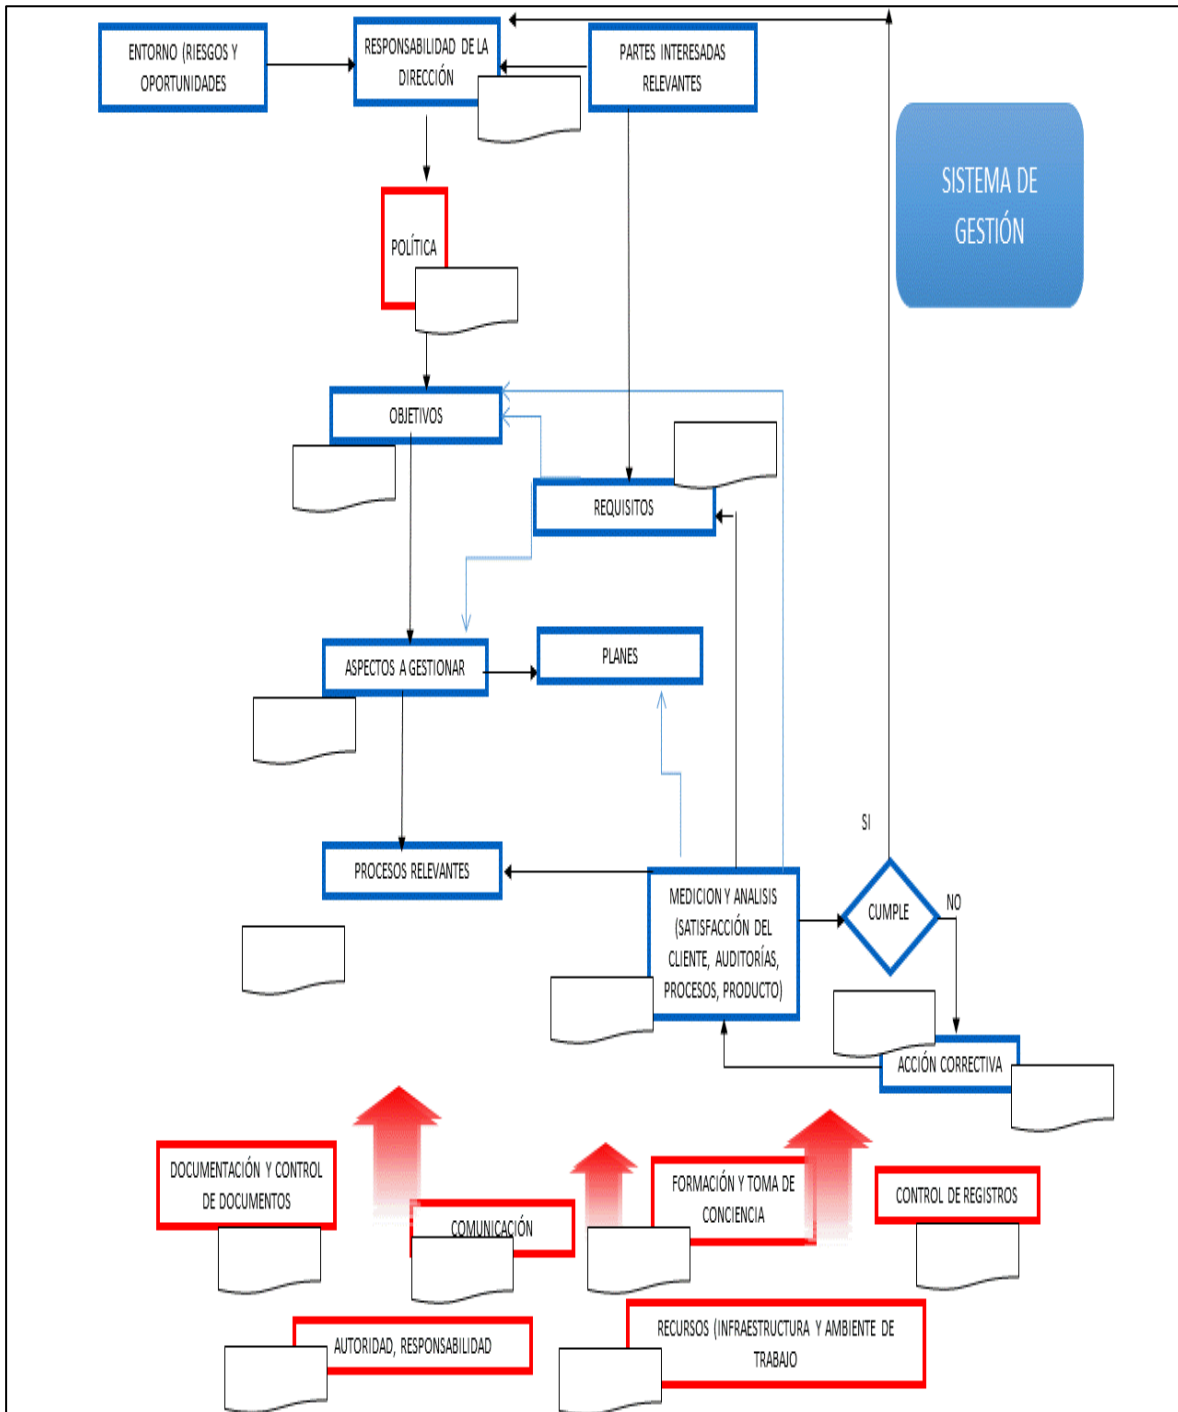 ENTORNO (RIESGOS Y
OPORTUNIDADES
RESPONSABILIDAD DE LA
DIRECCIÓN
PARTES INTERESADAS
RELEVANTES
SISTEMA DE
GESTIÓN
POLÍTICA
OBJETIVOS
REQUISITOS
ASPECTOS A GESTIONAR
PLANES
PROCESOS RELEVANTES
MEDICION Y ANALISIS
(SATISFACCIÓN DEL
CLIENTE, AUDITORÍAS,
PROCESOS, PRODUCTO)
SI
CUMPLE
NO
ACCIÓN CORRECTIVA
DOCUMENTACIÓN Y CONTROL
DE DOCUMENTOS
COMUNICACIÓN
FORMACIÓN Y TOMA DE
CONCIENCIA
CONTROL DE REGISTROS
AUTORIDAD, RESPONSABILIDAD
RECURSOS (INFRAESTRUCTURA Y AMBIENTE DE
TRABAJO